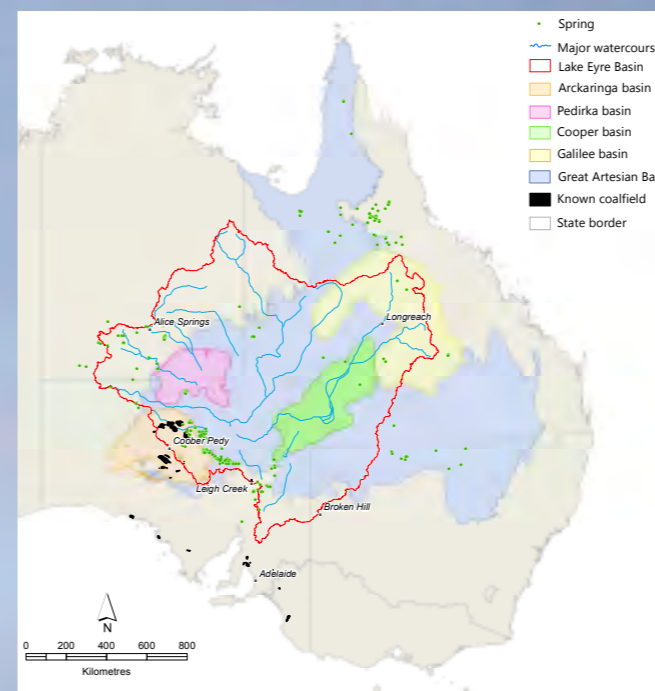 Spring
Major watercours
Lake Eyre Basin
Arckaringa basin
Pedirka basin
Cooper basin
Galilee basin
Great Artesian Ba
Known coalfield
State border
Alice Springs
Longreach
Coober Pedy
Leigh Creek
Broken Hill
Adelaide
N
0 200 400 600 800
Kilometres